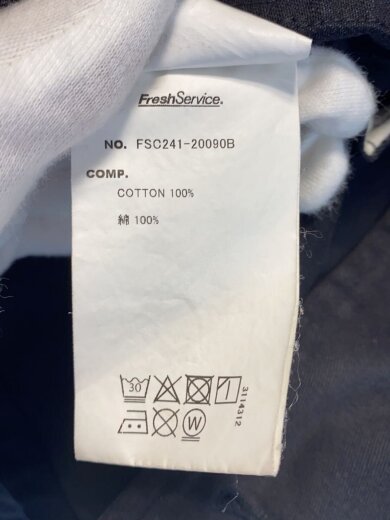 FreshService®
NO. FSC241-20090B
COMP.
COTTON 100%
綿 100%
30
W
3114312